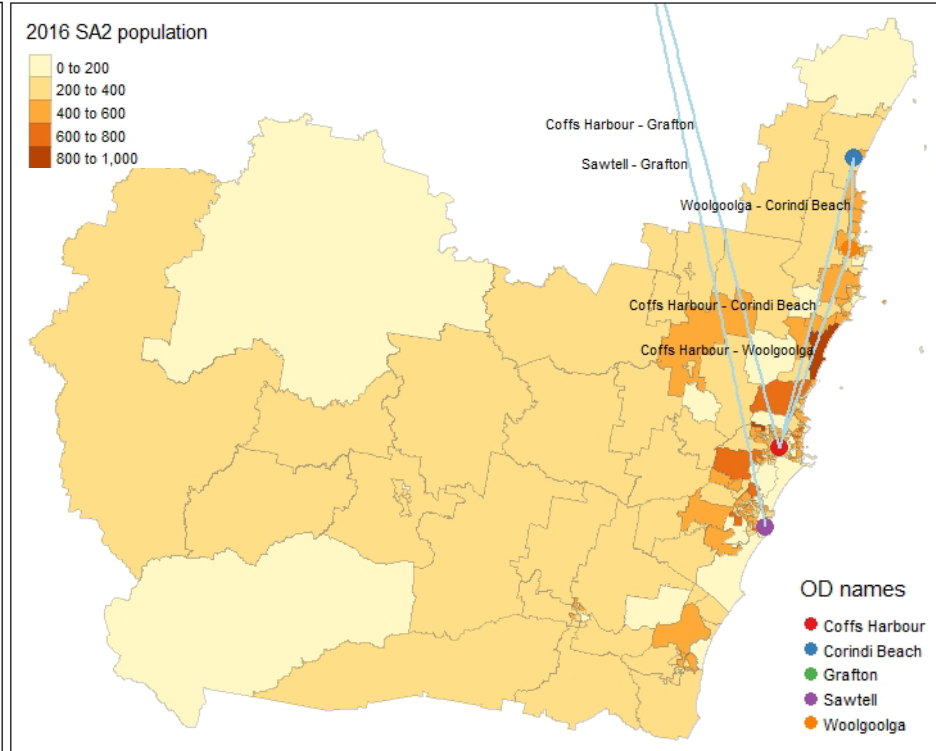 2016 SA2 population
0 to 200
200 to 400
400 to 600
600 to 800
800 to 1,000
Coffs Harbour - Grafton
Sawtell - Grafton
Woolgoolga - Corindi Beach
Coffs Harbour - Corindi Beach
Coffs Harbour - Woolgoolga
OD names
Coffs Harbour
Corindi Beach
Grafton
Sawtell
Woolgoolga